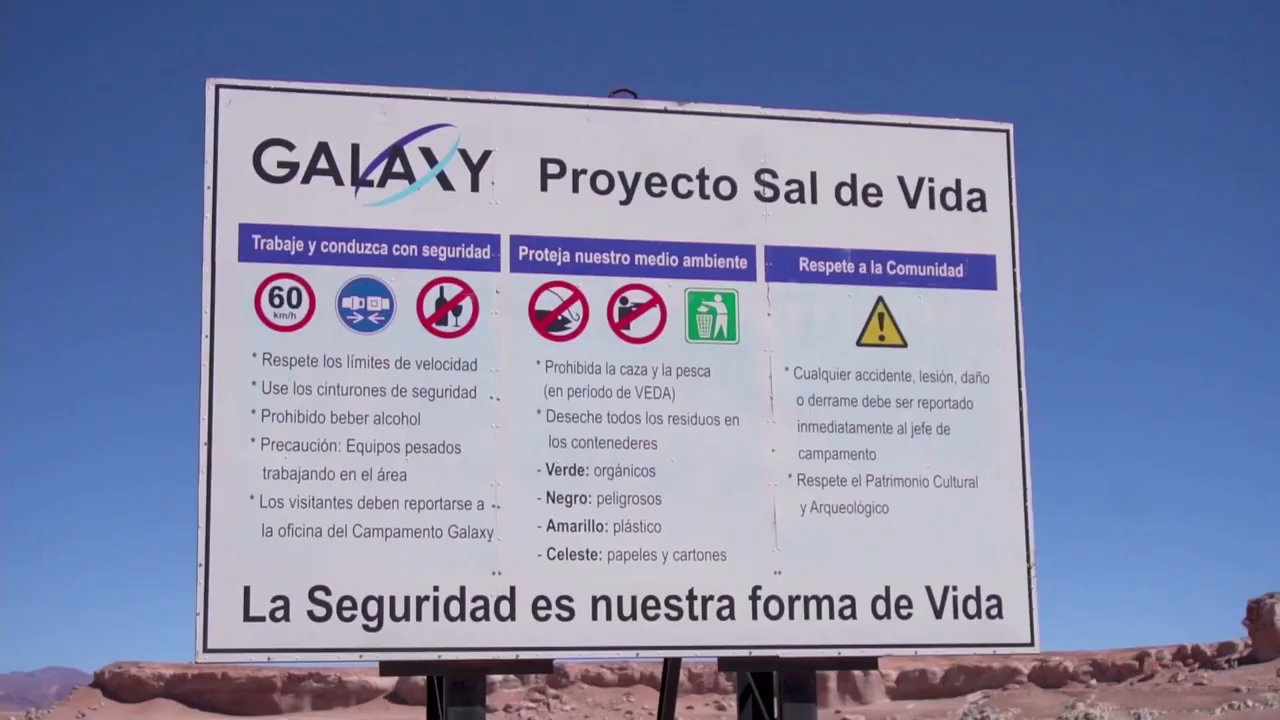 GALAXY Proyecto Sal de Vida
Trabaje y conduzca con seguridad
60
km/h
* Respete los límites de velocidad
* Use los cinturones de seguridad
* Prohibido beber alcohol
* Precaución: Equipos pesados
trabajando en el área
* Los visitantes deben reportarse a
la oficina del Campamento Galaxy
Proteja nuestro medio ambiente
* Prohibida la caza y la pesca
(en período de VEDA)
* Deseche todos los residuos en
los contenederes
- Verde: orgánicos
- Negro: peligrosos
- Amarillo: plástico
- Celeste: papeles y cartones
Respete a la Comunidad
* Cualquier accidente, lesión, daño
o derrame debe ser reportado
inmediatamente al jefe de
campamento
* Respete el Patrimonio Cultural
y Arqueológico
La Seguridad es nuestra forma de Vida